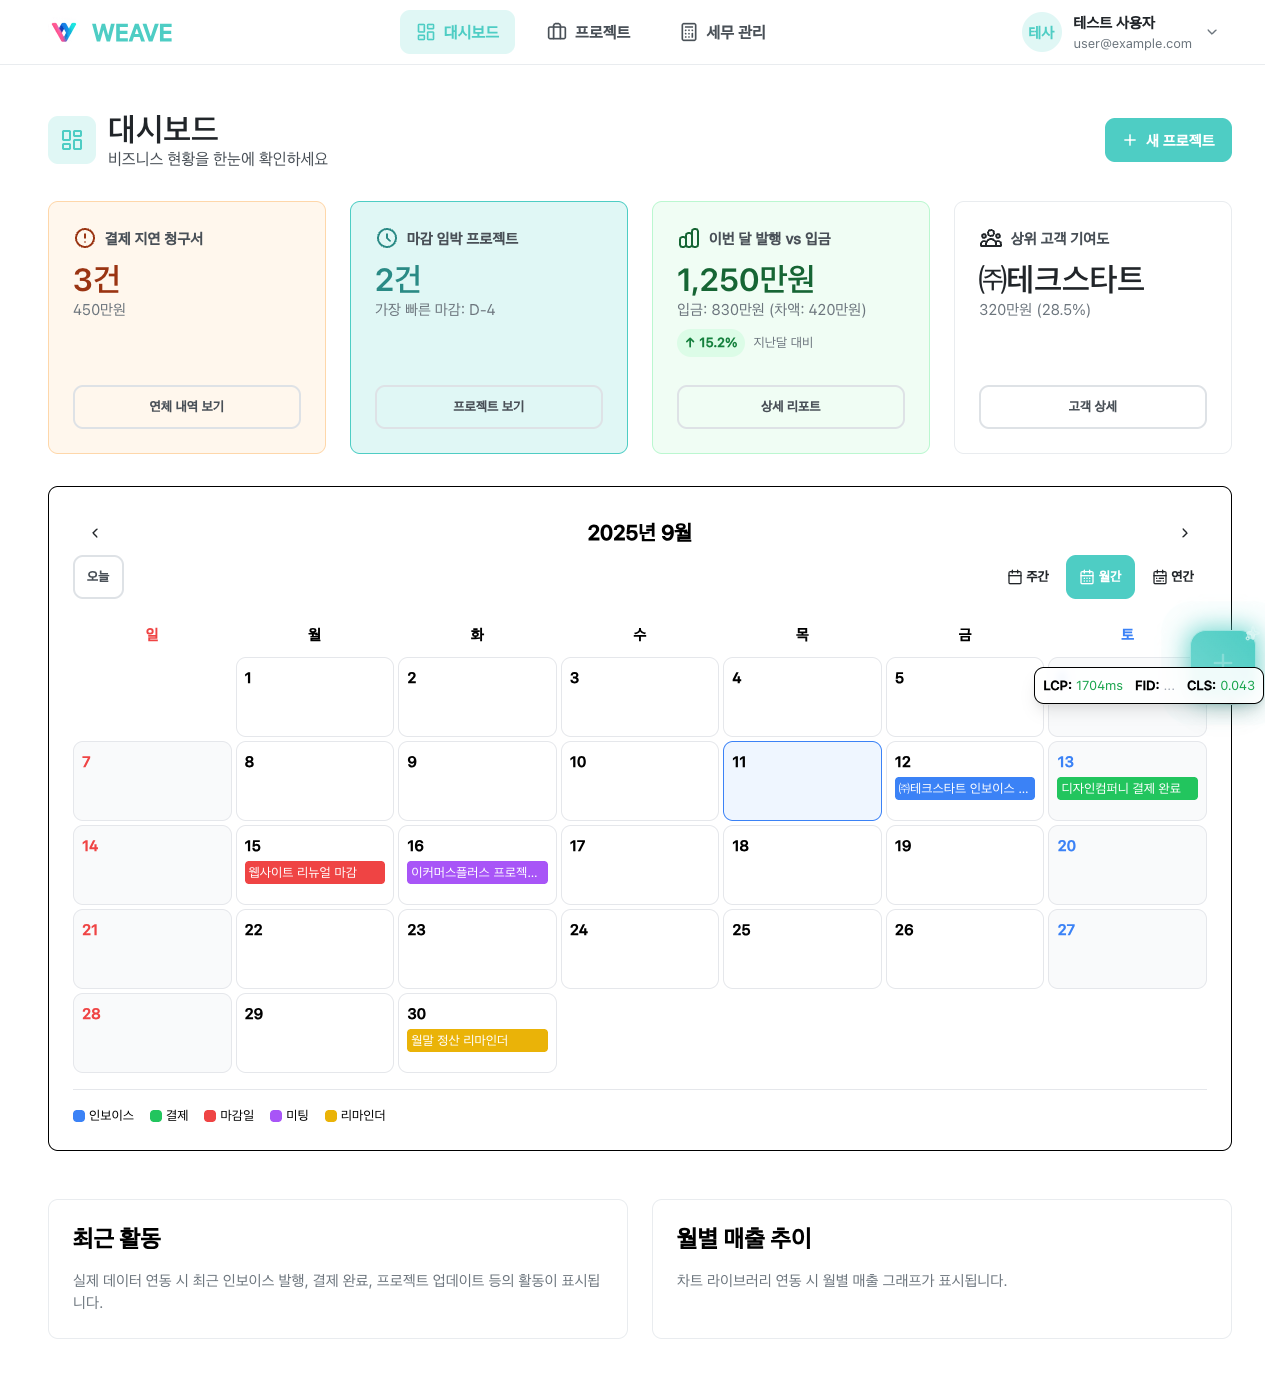 WEAVE
대시보드
프로젝트
세무 관리
테사
테스트 사용자
user@example.com
대시보드
비즈니스 현황을 한눈에 확인하세요
새 프로젝트
결제 지연 청구서
3건
450만원
연체 내역 보기
마감 임박 프로젝트
2건
가장 빠른 마감: D-4
프로젝트 보기
이번 달 발행 vs 입금
1,250만원
입금: 830만원 (차액: 420만원)
↑ 15.2% 지난달 대비
상세 리포트
상위 고객 기여도
㈜테크스타트
320만원 (28.5%)
고객 상세
2025년 9월
오늘
주간
월간
연간
일 월 화 수 목 금 토
1 2 3 4 5
LCP: 1704ms FID: ... CLS: 0.043
7 8 9 10 11 12 13
㈜테크스타트 인보이스 ...
디자인컴퍼니 결제 완료
14 15 16 17 18 19 20
웹사이트 리뉴얼 마감
이커머스플러스 프로젝...
21 22 23 24 25 26 27
28 29 30
월말 정산 리마인더
인보이스 결제 마감일 미팅 리마인더
최근 활동
실제 데이터 연동 시 최근 인보이스 발행, 결제 완료, 프로젝트 업데이트 등의 활동이 표시됩
니다.
월별 매출 추이
차트 라이브러리 연동 시 월별 매출 그래프가 표시됩니다.